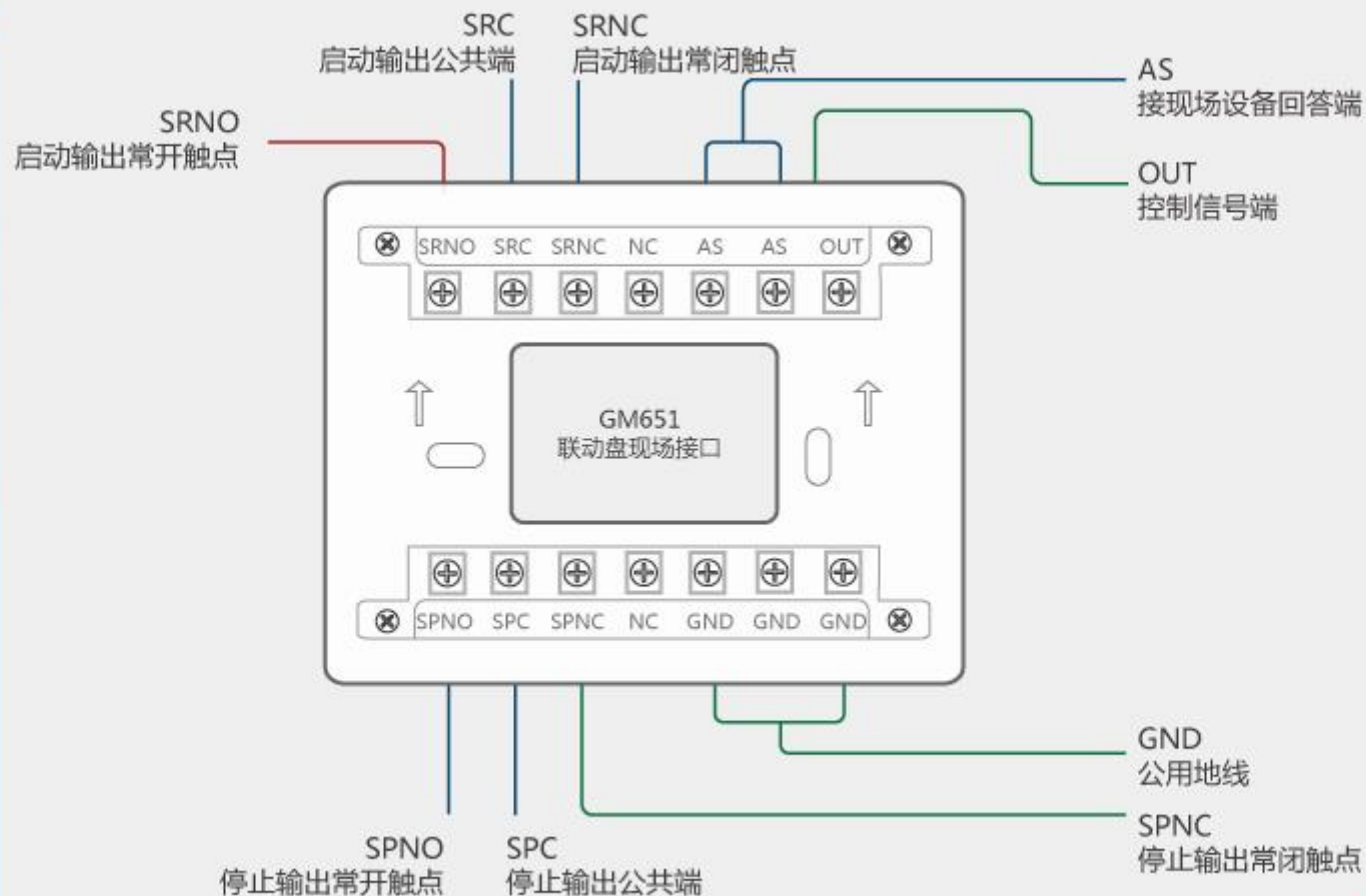 SRC
启动输出公共端
SRNC
启动输出常闭触点
AS
接现场设备回答端
SRNO
启动输出常开触点
OUT
控制信号端
SRNO SRC SRNC NC AS AS OUT
GM651
联动盘现场接口
SPNO SPC SPNC NC GND GND GND
GND
公用地线
SPNC
停止输出常闭触点
SPNO
停止输出常开触点
SPC
停止输出公共端